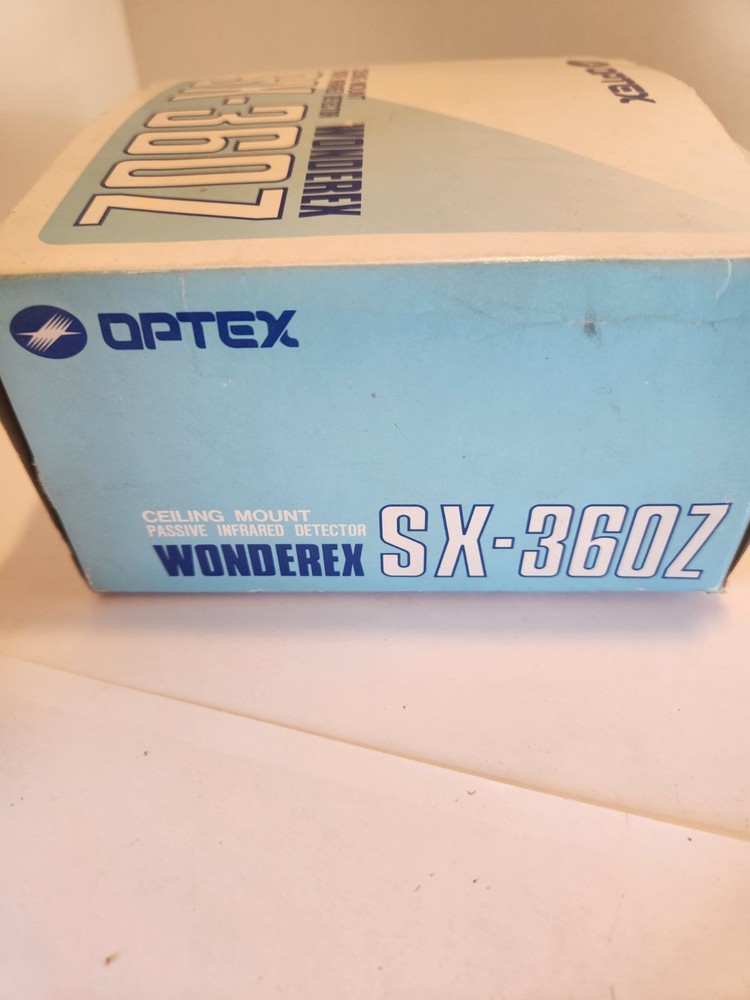 OPTEX
SX-360Z
WONDEREX
OPTEX
CEILING MOUNT
PASSIVE INFRARED DETECTOR
WONDEREX SX-360Z